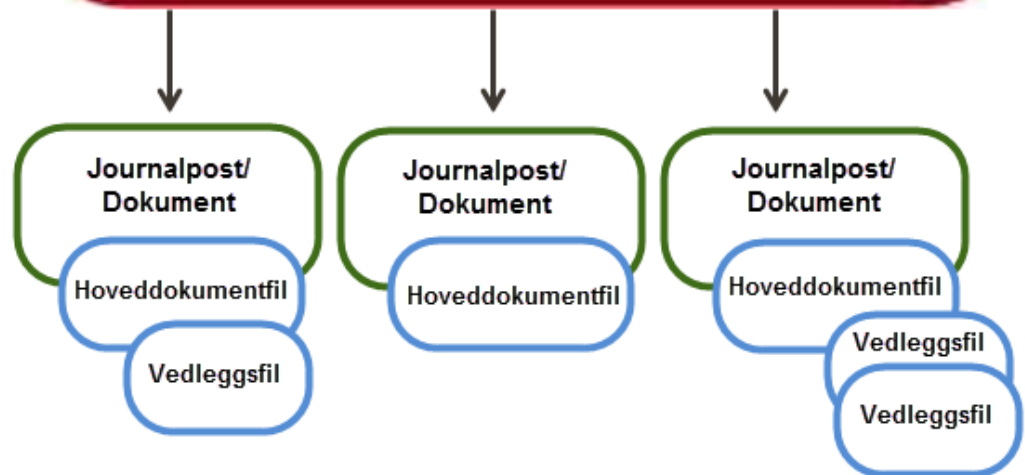 Journalpost/
Dokument
Hoveddokumentfil
Vedleggsfil
Journalpost/
Dokument
Hoveddokumentfil
Journalpost/
Dokument
Hoveddokumentfil
Vedleggsfil
Vedleggsfil